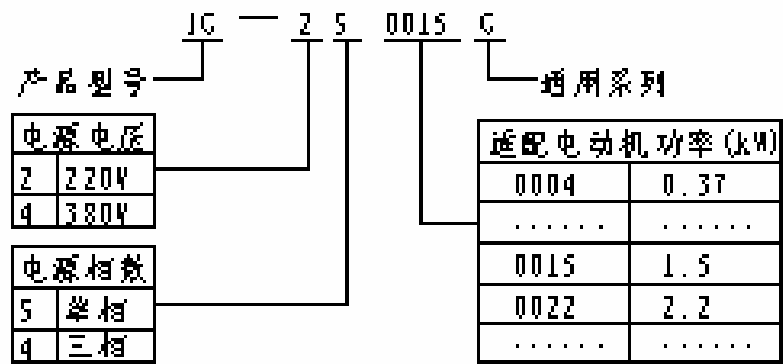 JG — 2 S 0015 G
产品型号 通用系列
电源电压
2 220V
4 380V
适配电动机功率(kW)
0004 0.37
...... ......
0015 1.5
0022 2.2
...... ......
电源相数
S 单相
4 三相